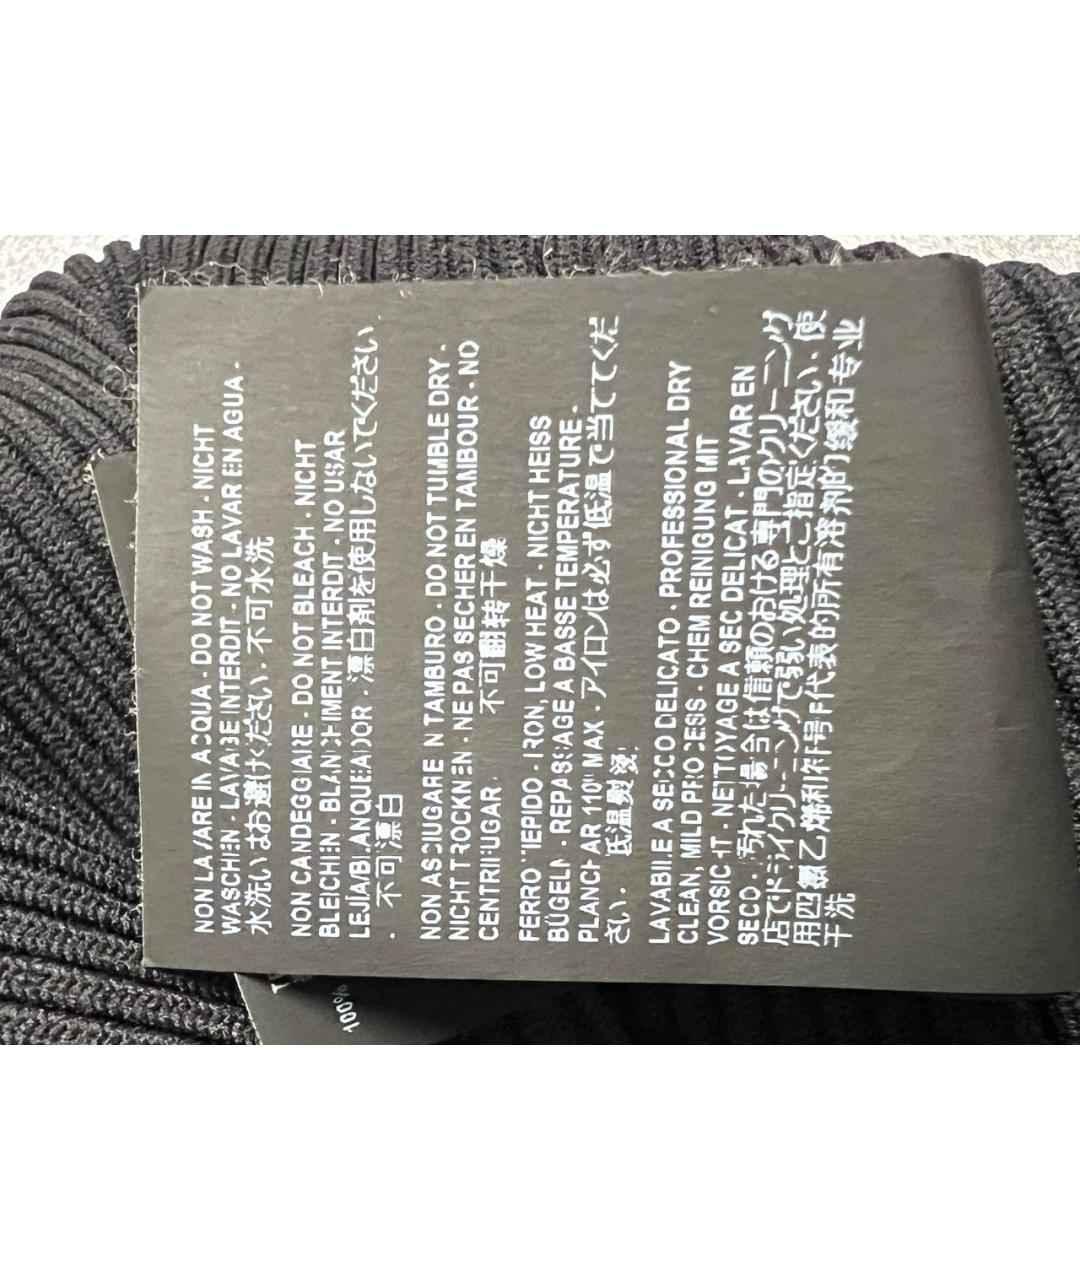 NON LAVARE IN ACQUA · DO NOT WASH · NICHT
WASCHEN · LAVAGE INTERDIT · NO LAVAR EN AGUA ·
水洗いはお避けください · 不可水洗
NON CANDEGGIARE · DO NOT BLEACH · NICHT
BLEICHEN · BLANCHIMENT INTERDIT · NO USAR
LEJÍA/BLANQUEADOR · 漂白剤を使用しないでください
· 不可漂白
NON ASCIUGARE IN TAMBURO · DO NOT TUMBLE DRY ·
NICHT TROCKNEN · NE PAS SECHER EN TAMBOUR · NO
CENTRIFUGAR 不可翻转干燥
FERRO TIEPIDO · IRON, LOW HEAT · NICHT HEISS
BÜGELN · REPASSAGE A BASSE TEMPERATURE ·
PLANCHAR 110° MAX · アイロンは必ず低温で当ててくだ
さい · 低温熨烫
LAVABILE A SECCO DELICATO · PROFESSIONAL DRY
CLEAN, MILD PROCESS · CHEM REINIGUNG MIT
VORSICHT · NETTOYAGE A SEC DELICAT · LAVAR EN
SECO · 汚れた場合は信頼のおける専門のクリーニング
店でドライクリーニングで弱い処理とご指定ください · 使
用四氯乙烯和符号F代表的所有溶剂的缓和专业
干洗
100%